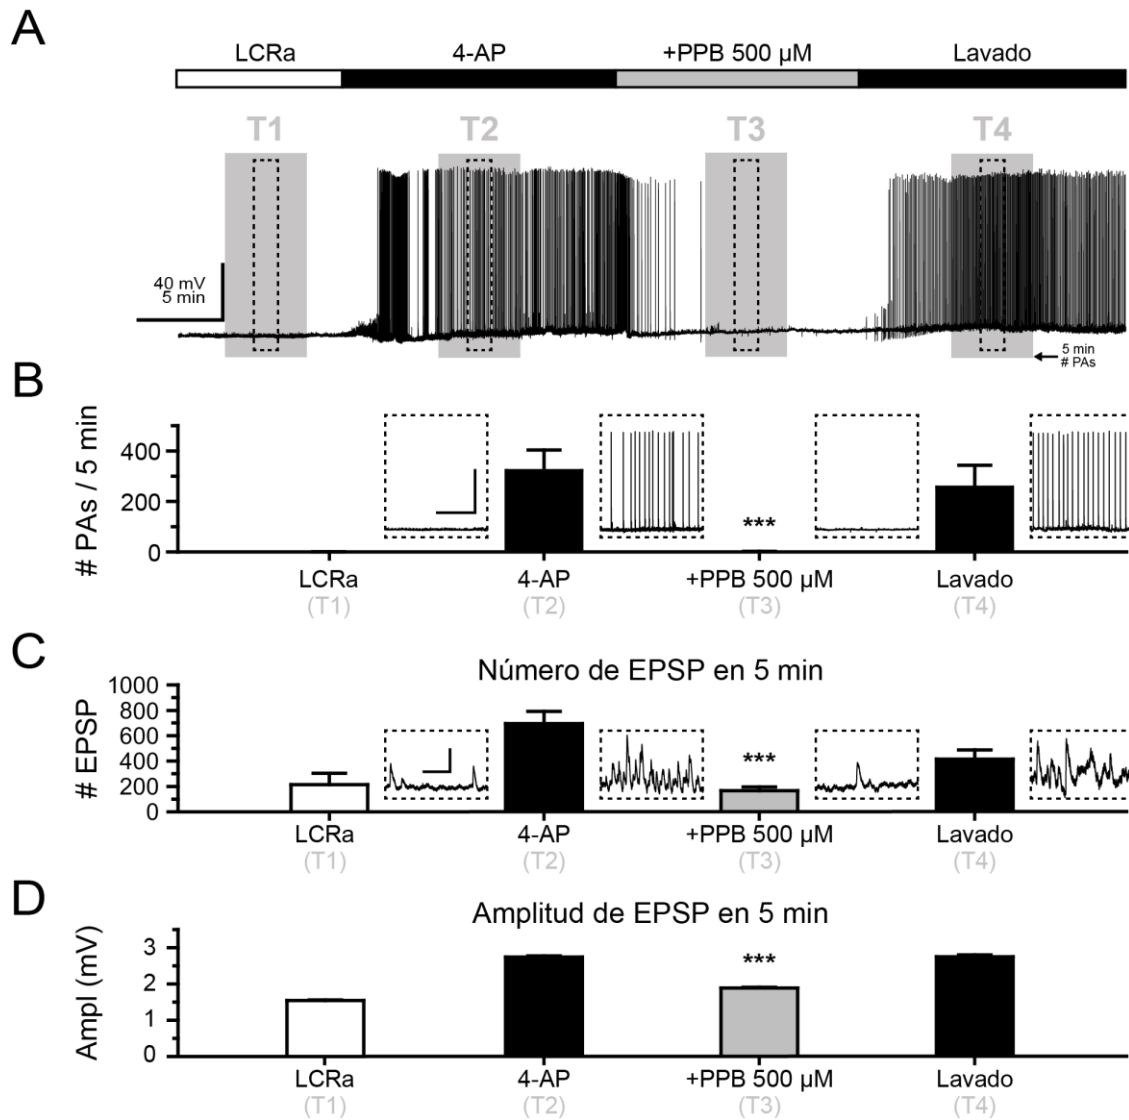 A
LCRa 4-AP +PPB 500 µM Lavado
T1 T2 T3 T4
40 mV
5 min
5 min
# PAs
B
# PAs / 5 min
400
200
0
***
LCRa 4-AP +PPB 500 µM Lavado
(T1) (T2) (T3) (T4)
C
Número de EPSP en 5 min
# EPSP
1000
800
600
400
200
0
***
LCRa 4-AP +PPB 500 µM Lavado
(T1) (T2) (T3) (T4)
D
Amplitud de EPSP en 5 min
Ampl (mV)
3
2
1
0
***
LCRa 4-AP +PPB 500 µM Lavado
(T1) (T2) (T3) (T4)